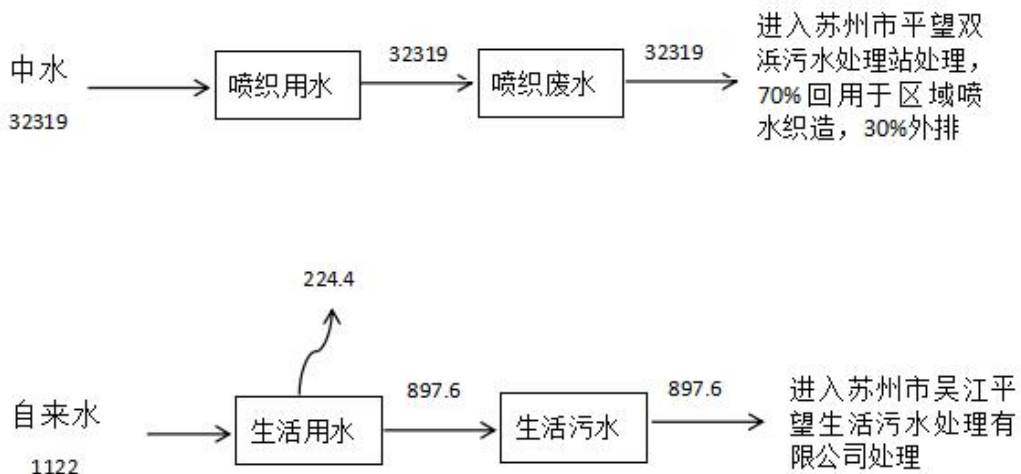 中水
32319
喷织用水
32319
喷织废水
32319
进入苏州市平望双
浜污水处理站处理，
70%回用于区域喷
水织造，30%外排
224.4
自来水
1122
生活用水
897.6
生活污水
897.6
进入苏州市吴江平
望生活污水处理有
限公司处理